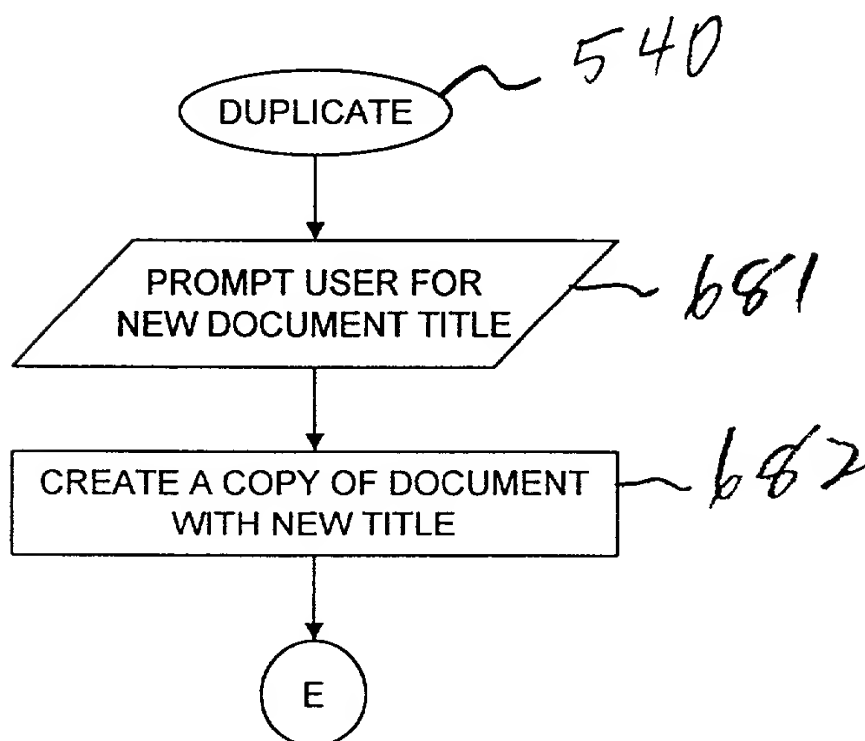 DUPLICATE
540
PROMPT USER FOR
NEW DOCUMENT TITLE
681
CREATE A COPY OF DOCUMENT
WITH NEW TITLE
682
E